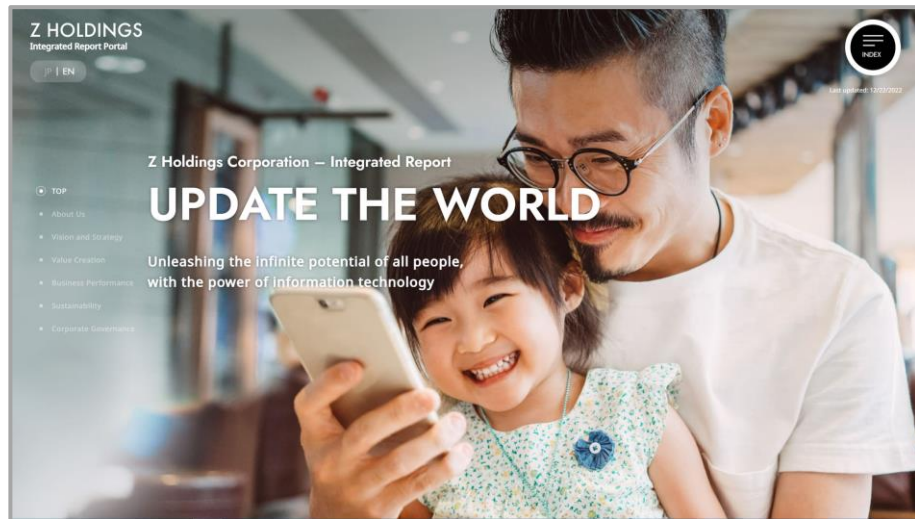 Z HOLDINGS
Integrated Report Portal
JP | EN
INDEX
Last updated: 12/22/2022
Z Holdings Corporation – Integrated Report
UPDATE THE WORLD
Unleashing the infinite potential of all people,
with the power of information technology
TOP
About Us
Vision and Strategy
Value Creation
Business Performance
Sustainability
Corporate Governance